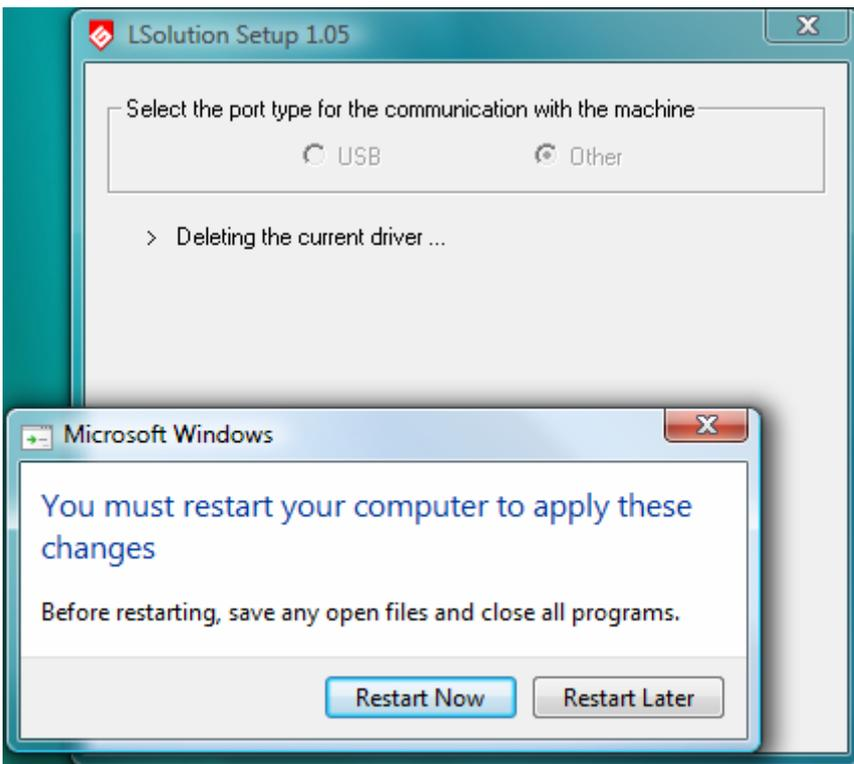 LSolution Setup 1.05
Select the port type for the communication with the machine
USB Other
> Deleting the current driver ...
Microsoft Windows
You must restart your computer to apply these
changes
Before restarting, save any open files and close all programs.
Restart Now Restart Later